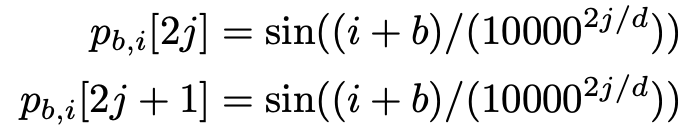 p_{b,i}[2j] = sin((i + b)/(10000^{2j/d}))
p_{b,i}[2j + 1] = sin((i + b)/(10000^{2j/d}))